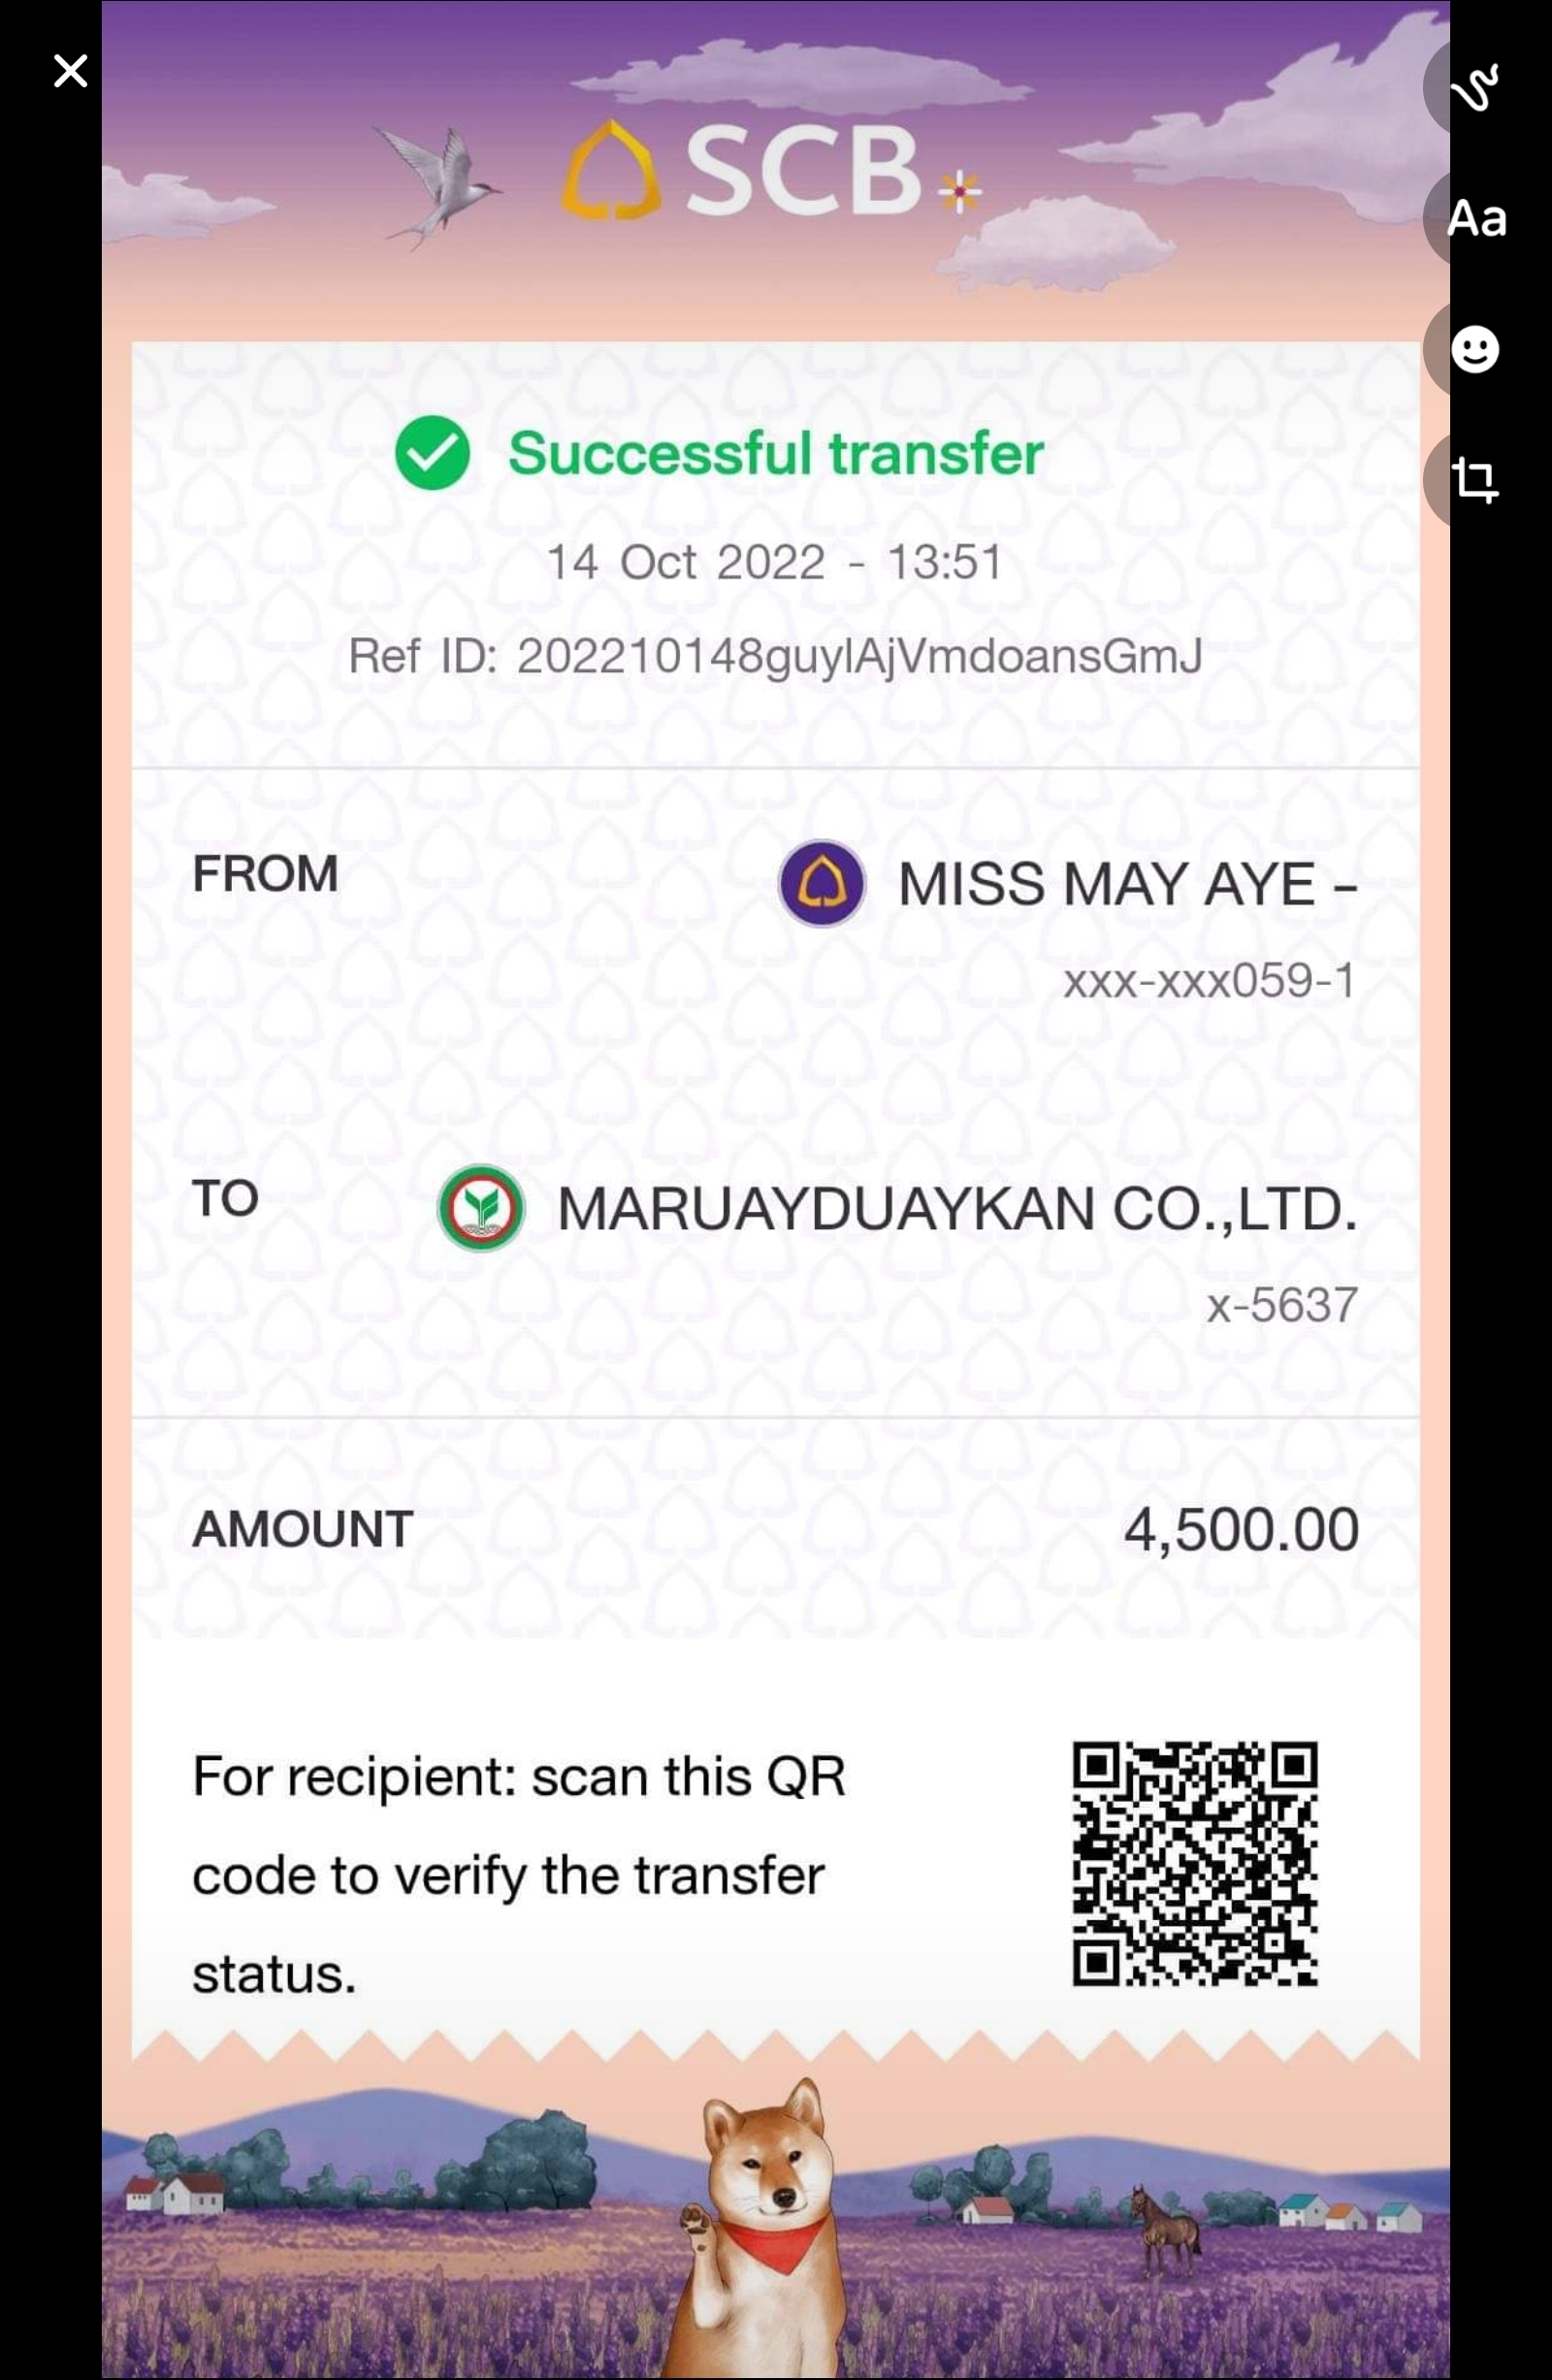 SCB
Aa
Successful transfer
14 Oct 2022 - 13:51
Ref ID: 202210148guylAjVmdoansGmJ
FROM
MISS MAY AYE -
xxx-xxx059-1
TO
MARUAYDUAYKAN CO.,LTD.
x-5637
AMOUNT
4,500.00
For recipient: scan this QR
code to verify the transfer
status.